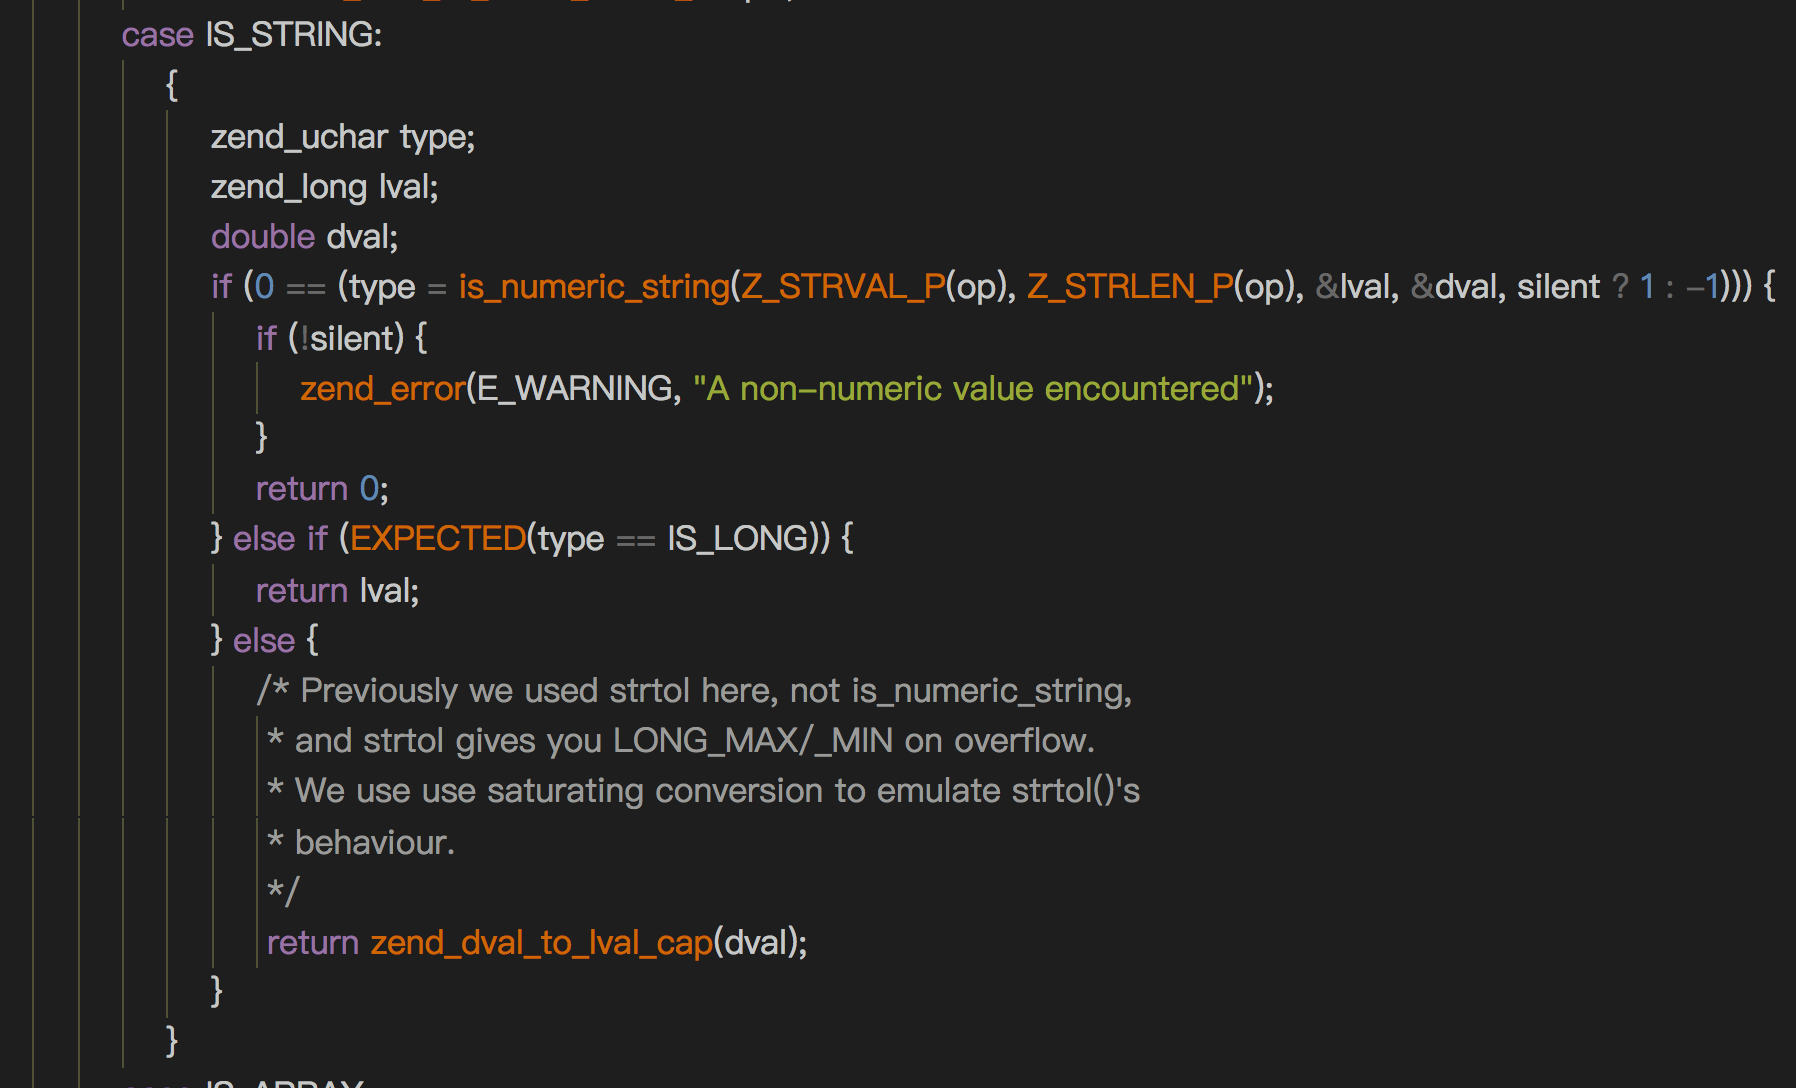 case IS_STRING:
{
zend_uchar type;
zend_long lval;
double dval;
if (0 == (type = is_numeric_string(Z_STRVAL_P(op), Z_STRLEN_P(op), &lval, &dval, silent ? 1 : -1))) {
if (!silent) {
zend_error(E_WARNING, "A non-numeric value encountered");
}
return 0;
} else if (EXPECTED(type == IS_LONG)) {
return lval;
} else {
/* Previously we used strtol here, not is_numeric_string,
* and strtol gives you LONG_MAX/_MIN on overflow.
* We use use saturating conversion to emulate strtol()'s
* behaviour.
*/
return zend_dval_to_lval_cap(dval);
}
}